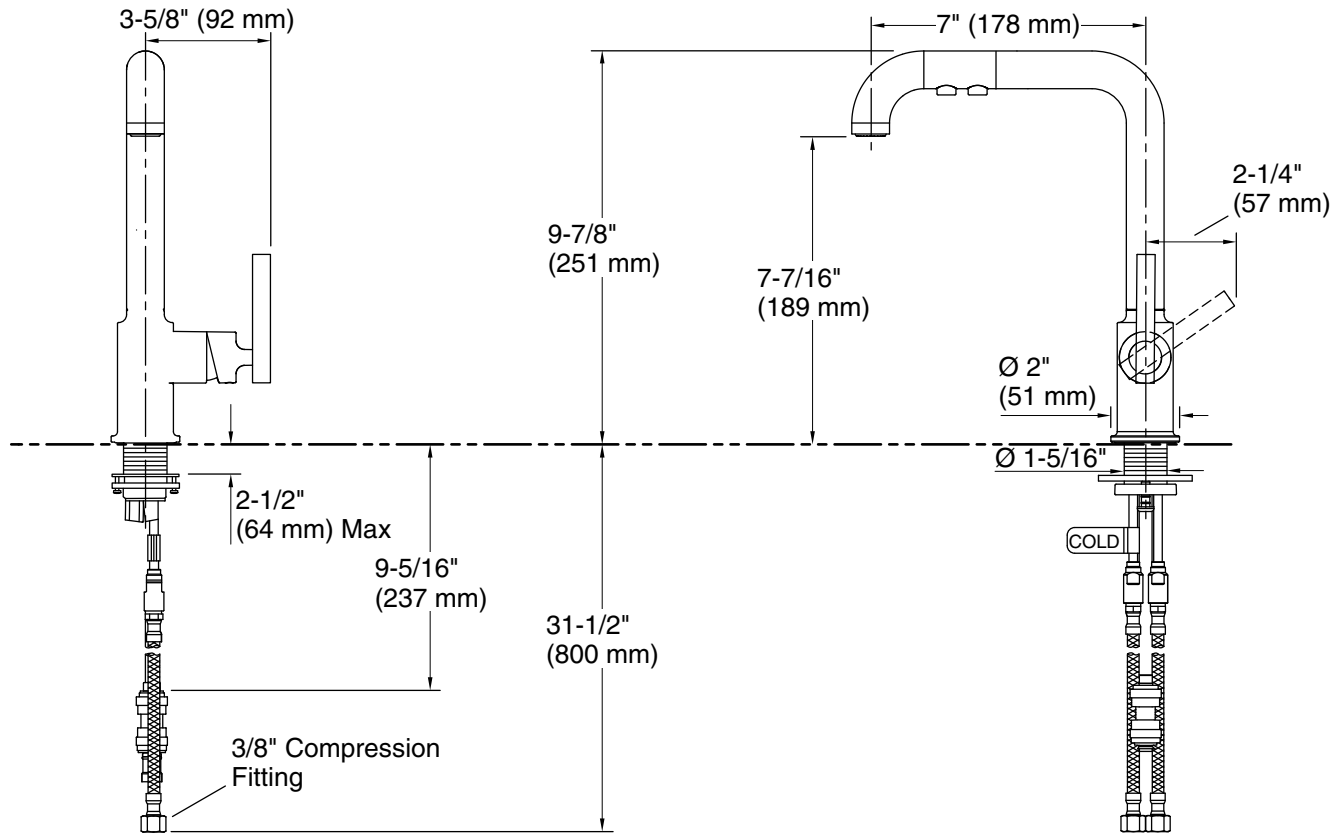 3-5/8" (92 mm)
7" (178 mm)
2-1/4"
(57 mm)
9-7/8"
(251 mm)
7-7/16"
(189 mm)
Ø 2"
(51 mm)
Ø 1-5/16"
2-1/2"
(64 mm) Max
COLD
9-5/16"
(237 mm)
31-1/2"
(800 mm)
3/8" Compression
Fitting